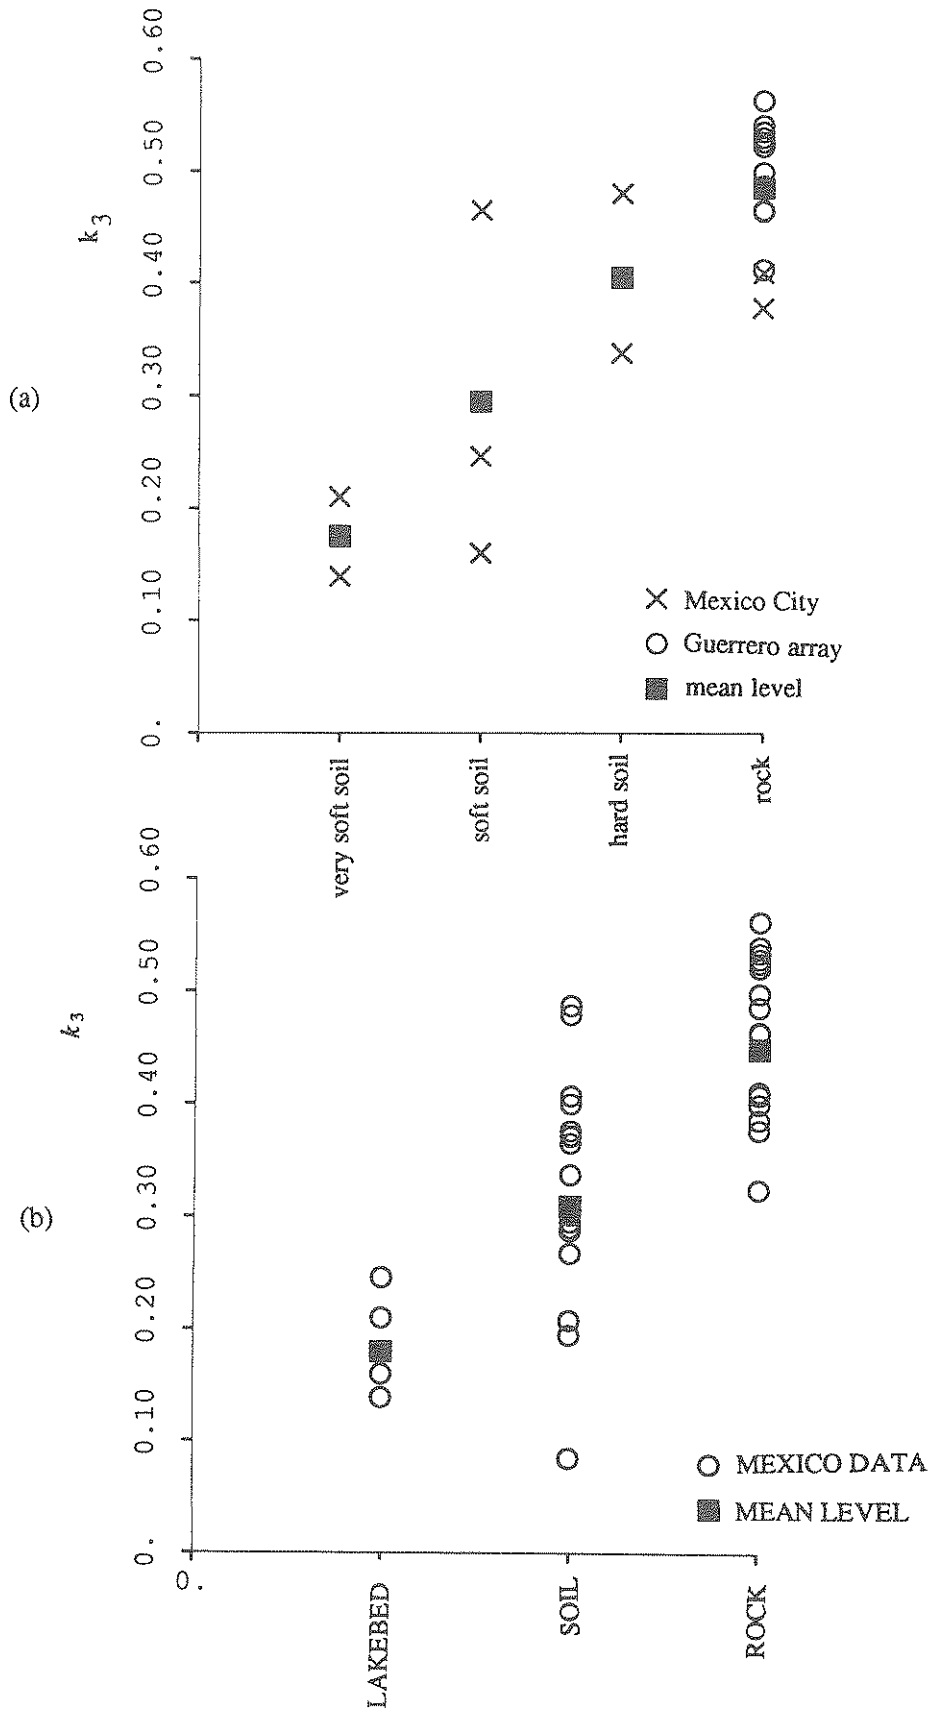 (a)
k3
0.60
0.50
0.40
0.30
0.20
0.10
0.
very soft soil
soft soil
hard soil
rock
Mexico City
Guerrero array
mean level
(b)
k3
0.60
0.50
0.40
0.30
0.20
0.10
0.
0.
LAKEBED
SOIL
ROCK
MEXICO DATA
MEAN LEVEL